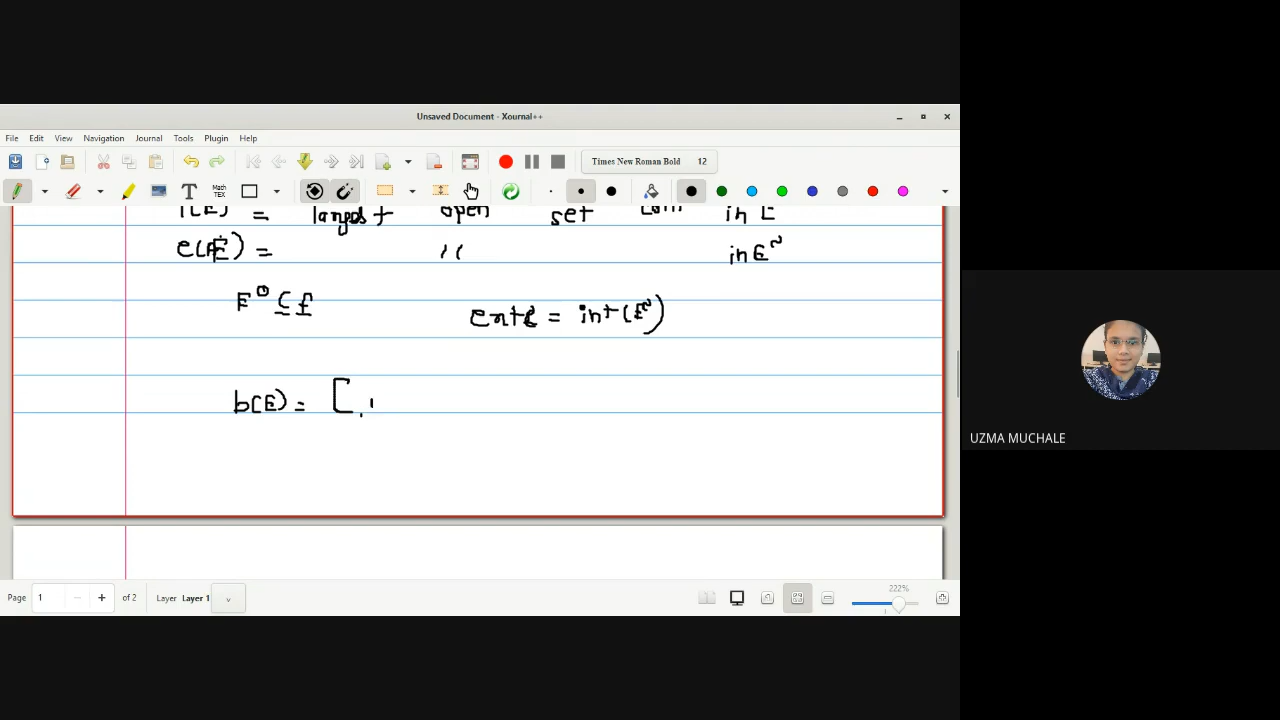 Unsaved Document - Xournal++
File Edit View Navigation Journal Tools Plugin Help
Times New Roman Bold 12
= largest open set in E
e(E) = " in E~
E° ⊆ E
ext E = int(E~)
b(E) = [
UZMA MUCHALE
222%
Page 1 of 2 Layer Layer 1